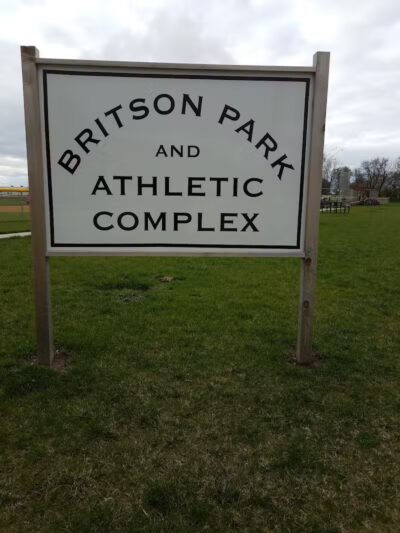 BRITSON PARK
AND
ATHLETIC
COMPLEX